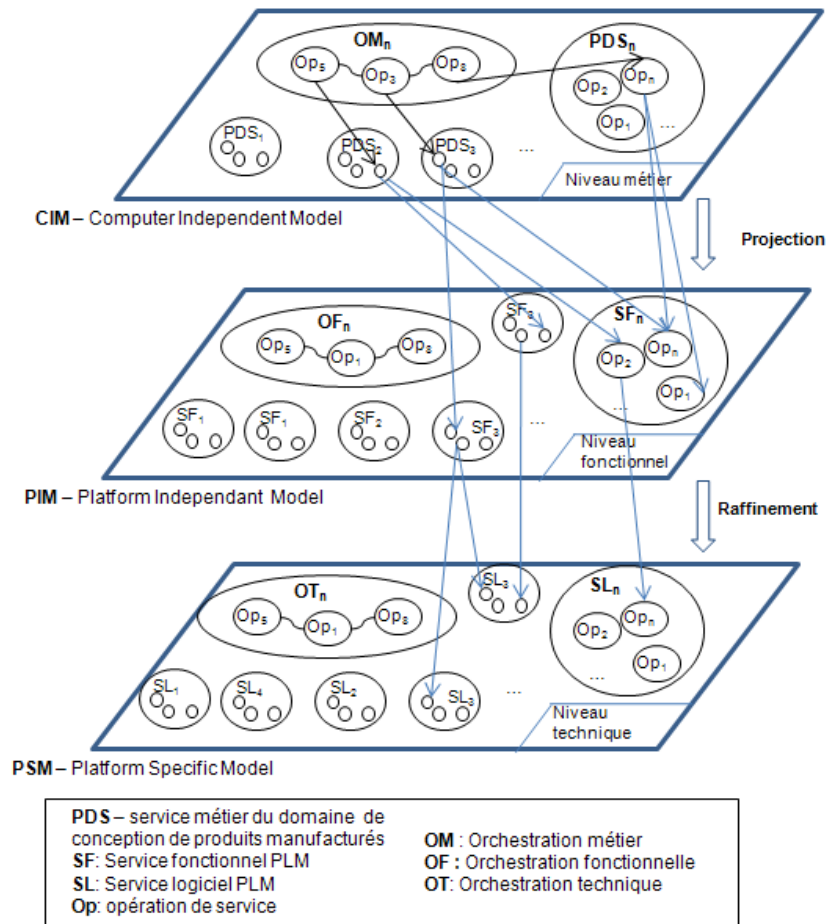 OMn
PDSn
Op5
Op3
Op8
Opn
Op2
Op1
...
PDS1
PDS2
PDS3
...
Niveau métier
CIM – Computer Independent Model
Projection
OFn
SF3
SFn
Op5
Op1
Op8
Op2
Opn
Op1
...
SF1
SF1
SF2
SF3
...
Niveau
fonctionnel
PIM – Platform Independant Model
Raffinement
OTn
SL3
SLn
Op5
Op1
Op8
Op2
Opn
Op1
...
SL1
SL4
SL2
SL3
...
Niveau
technique
PSM – Platform Specific Model
PDS – service métier du domaine de
conception de produits manufacturés
SF: Service fonctionnel PLM
SL: Service logiciel PLM
Op: opération de service
OM : Orchestration métier
OF : Orchestration fonctionnelle
OT: Orchestration technique